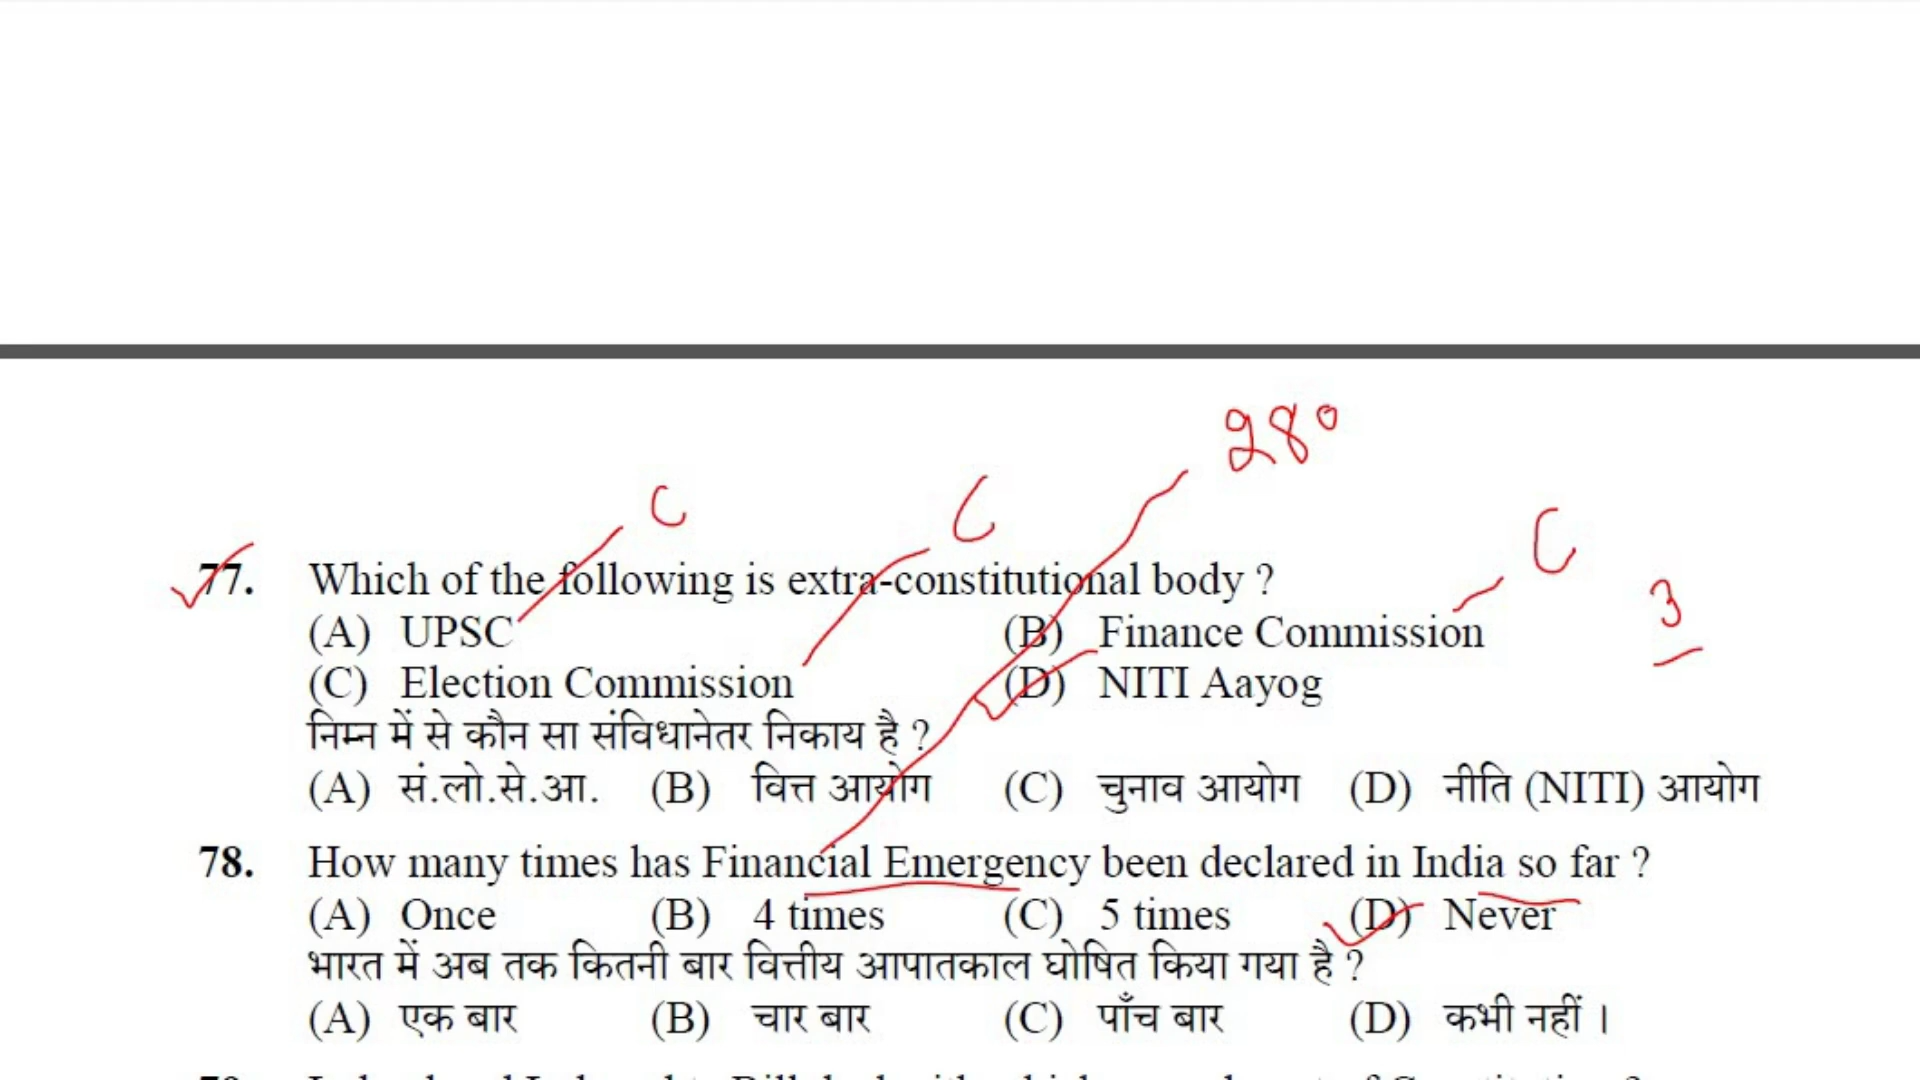 280
C
C
C
3
77. Which of the following is extra-constitutional body ?
(A) UPSC (B) Finance Commission
(C) Election Commission (D) NITI Aayog
निम्न में से कौन सा संविधानेतर निकाय है ?
(A) सं.लो.से.आ. (B) वित्त आयोग (C) चुनाव आयोग (D) नीति (NITI) आयोग
78. How many times has Financial Emergency been declared in India so far ?
(A) Once (B) 4 times (C) 5 times (D) Never
भारत में अब तक कितनी बार वित्तीय आपातकाल घोषित किया गया है ?
(A) एक बार (B) चार बार (C) पाँच बार (D) कभी नहीं ।